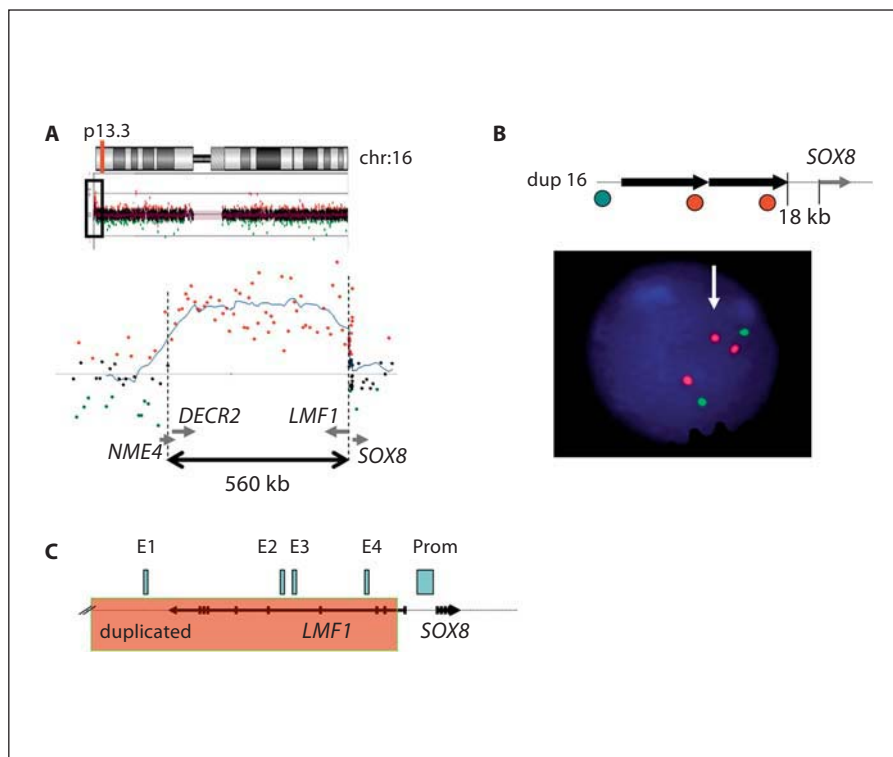 A
p13.3
chr:16
DECR2
LMF1
NME4
SOX8
560 kb
B
SOX8
dup 16
18 kb
C
E1 E2 E3 E4 Prom
duplicated LMF1 SOX8